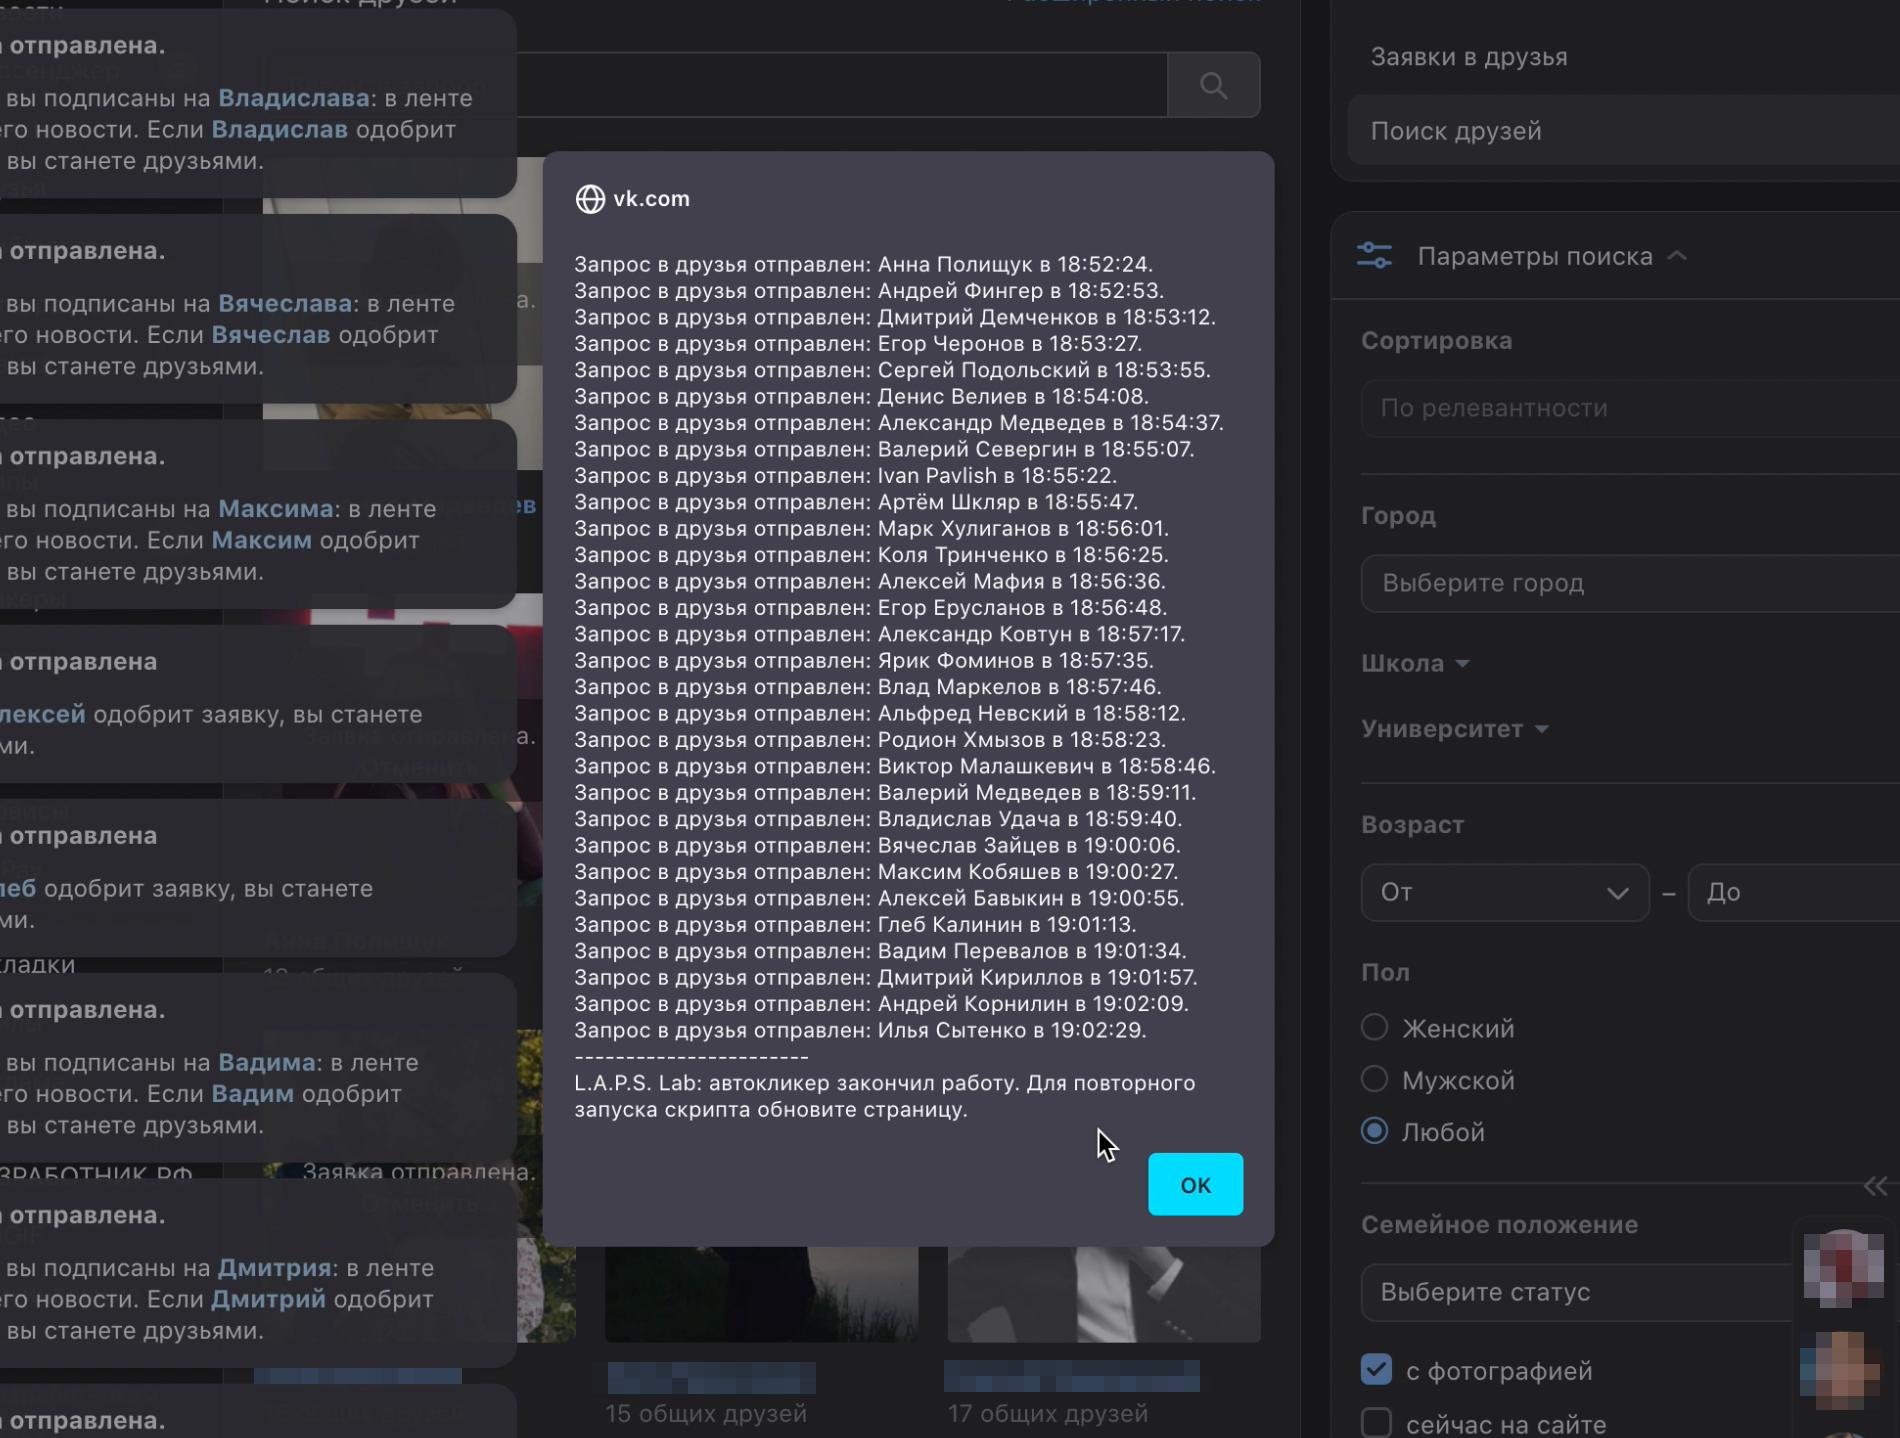 Поиск друзей
Расширенный поиск
отправлена.
вы подписаны на Владислава: в ленте
его новости. Если Владислав одобрит
вы станете друзьями.
отправлена.
вы подписаны на Вячеслава: в ленте
его новости. Если Вячеслав одобрит
вы станете друзьями.
отправлена.
вы подписаны на Максима: в ленте
его новости. Если Максим одобрит
вы станете друзьями.
отправлена
лексей одобрит заявку, вы станете
ми.
отправлена
леб одобрит заявку, вы станете
ми.
кладки
отправлена.
вы подписаны на Вадима: в ленте
его новости. Если Вадим одобрит
вы станете друзьями.
ЗРАБОТНИК.РФ
отправлена.
вы подписаны на Дмитрия: в ленте
его новости. Если Дмитрий одобрит
вы станете друзьями.
отправлена.
Заявка отправлена.
Отменить
Анна Полищук
Заявка отправлена.
Отменить
vk.com
Запрос в друзья отправлен: Анна Полищук в 18:52:24.
Запрос в друзья отправлен: Андрей Фингер в 18:52:53.
Запрос в друзья отправлен: Дмитрий Демченков в 18:53:12.
Запрос в друзья отправлен: Егор Черонов в 18:53:27.
Запрос в друзья отправлен: Сергей Подольский в 18:53:55.
Запрос в друзья отправлен: Денис Велиев в 18:54:08.
Запрос в друзья отправлен: Александр Медведев в 18:54:37.
Запрос в друзья отправлен: Валерий Севергин в 18:55:07.
Запрос в друзья отправлен: Ivan Pavlish в 18:55:22.
Запрос в друзья отправлен: Артём Шкляр в 18:55:47.
Запрос в друзья отправлен: Марк Хулиганов в 18:56:01.
Запрос в друзья отправлен: Коля Тринченко в 18:56:25.
Запрос в друзья отправлен: Алексей Мафия в 18:56:36.
Запрос в друзья отправлен: Егор Ерусланов в 18:56:48.
Запрос в друзья отправлен: Александр Ковтун в 18:57:17.
Запрос в друзья отправлен: Ярик Фоминов в 18:57:35.
Запрос в друзья отправлен: Влад Маркелов в 18:57:46.
Запрос в друзья отправлен: Альфред Невский в 18:58:12.
Запрос в друзья отправлен: Родион Хмызов в 18:58:23.
Запрос в друзья отправлен: Виктор Малашкевич в 18:58:46.
Запрос в друзья отправлен: Валерий Медведев в 18:59:11.
Запрос в друзья отправлен: Владислав Удача в 18:59:40.
Запрос в друзья отправлен: Вячеслав Зайцев в 19:00:06.
Запрос в друзья отправлен: Максим Кобяшев в 19:00:27.
Запрос в друзья отправлен: Алексей Бавыкин в 19:00:55.
Запрос в друзья отправлен: Глеб Калинин в 19:01:13.
Запрос в друзья отправлен: Вадим Перевалов в 19:01:34.
Запрос в друзья отправлен: Дмитрий Кириллов в 19:01:57.
Запрос в друзья отправлен: Андрей Корнилин в 19:02:09.
Запрос в друзья отправлен: Илья Сытенко в 19:02:29.
-----------------------
L.A.P.S. Lab: автокликер закончил работу. Для повторного
запуска скрипта обновите страницу.
OK
15 общих друзей
17 общих друзей
Заявки в друзья
Поиск друзей
Параметры поиска
Сортировка
По релевантности
Город
Выберите город
Школа
Университет
Возраст
От – До
Пол
Женский
Мужской
Любой
Семейное положение
Выберите статус
с фотографией
сейчас на сайте